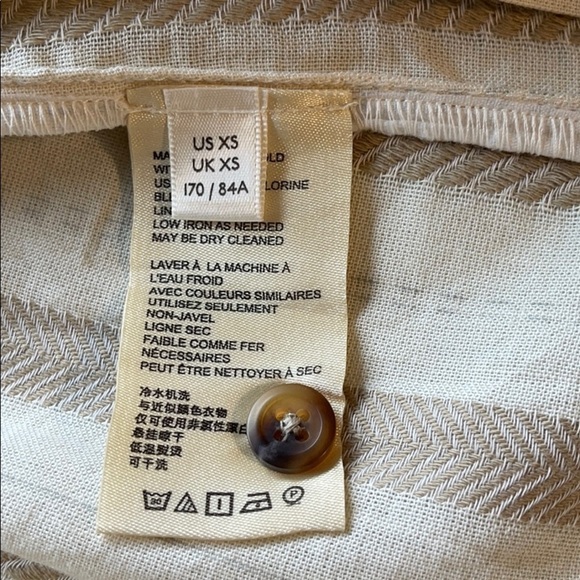 US XS
UK XS
170 / 84A
LOW IRON AS NEEDED
MAY BE DRY CLEANED
LAVER À LA MACHINE À
L'EAU FROID
AVEC COULEURS SIMILAIRES
UTILISEZ SEULEMENT
NON-JAVEL
LIGNE SEC
FAIBLE COMME FER
NÉCESSAIRES
PEUT ÊTRE NETTOYER À SEC
冷水机洗
与近似颜色衣物
仅可使用非氯性漂白
悬挂晾干
低温熨烫
可干洗
30
P